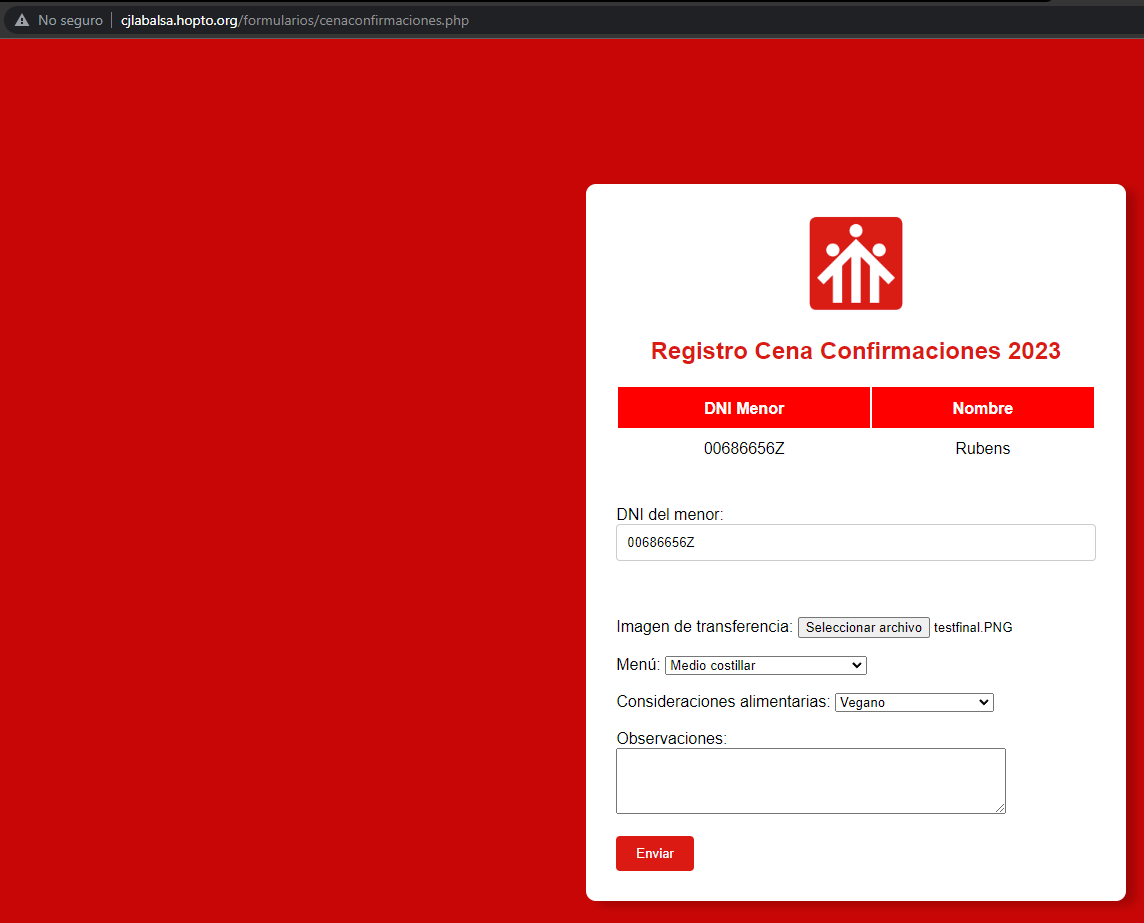 No seguro cjlabalsa.hopto.org/formularios/cenaconfirmaciones.php
Registro Cena Confirmaciones 2023
DNI Menor Nombre
00686656Z Rubens
DNI del menor:
00686656Z
Imagen de transferencia: Seleccionar archivo testfinal.PNG
Menú: Medio costillar
Consideraciones alimentarias: Vegano
Observaciones:
Enviar